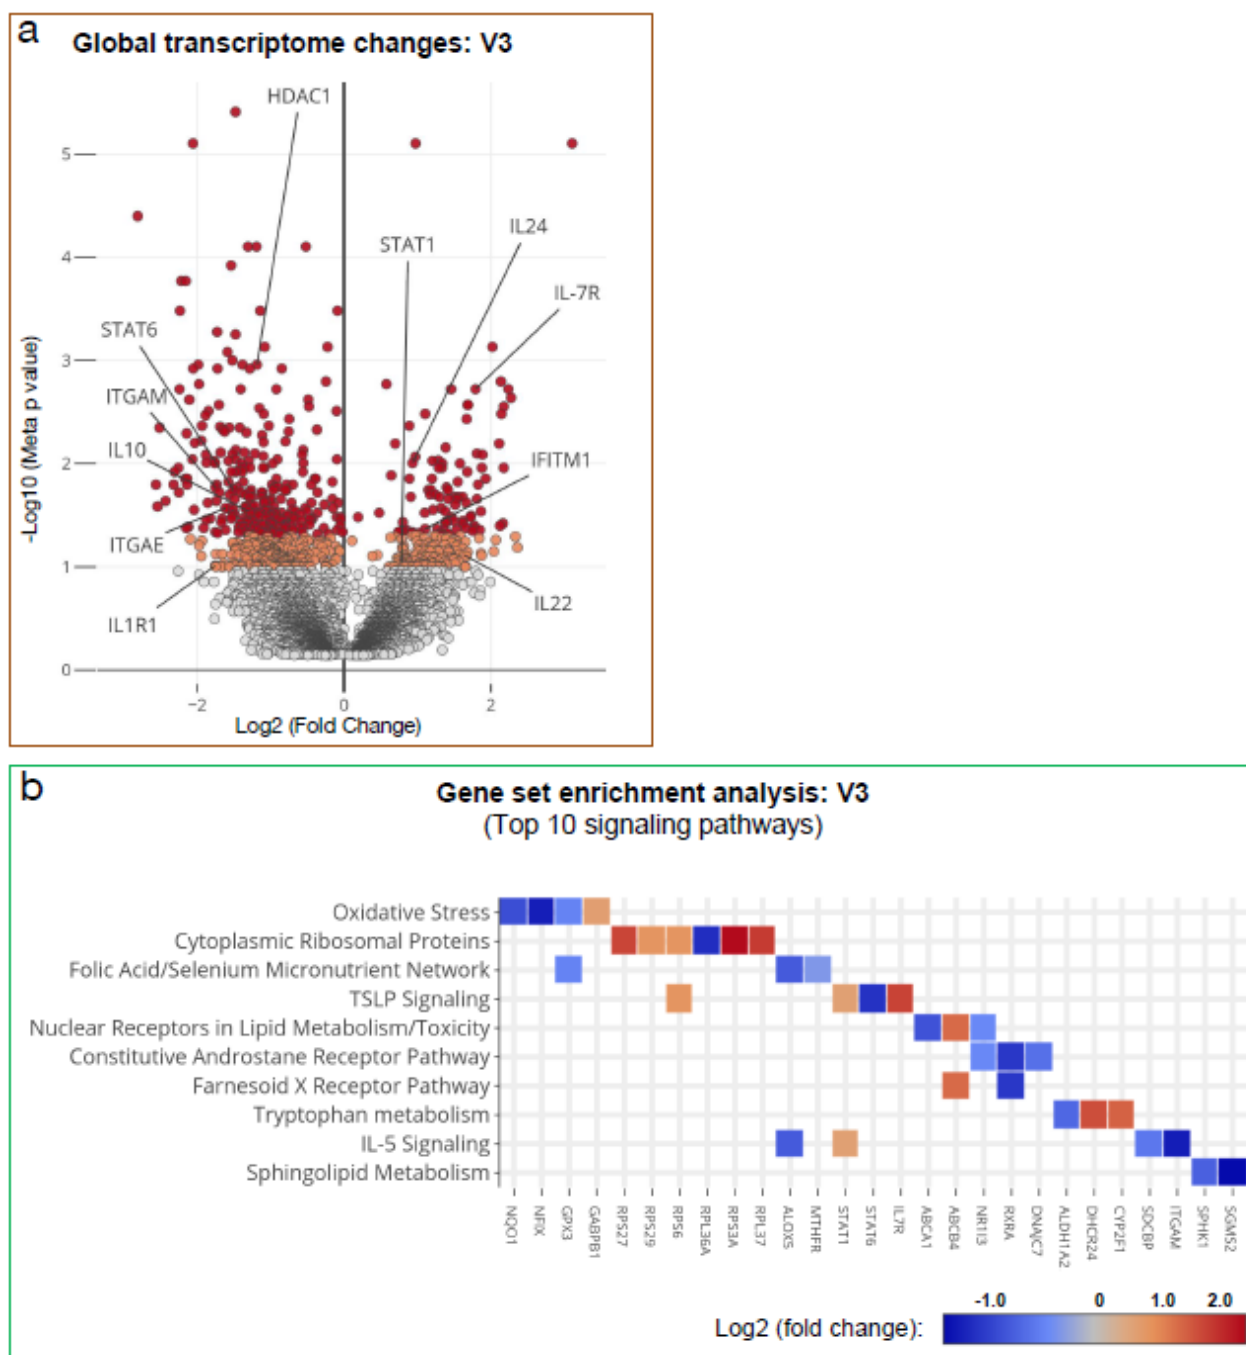 a
Global transcriptome changes: V3
HDAC1
5
IL24
STAT1
4
IL-7R
STAT6
3
ITGAM
IL10
2
IFITM1
ITGAE
1
IL22
IL1R1
0
-Log10 (Meta p value)
−2
0
2
Log2 (Fold Change)
b
Gene set enrichment analysis: V3
(Top 10 signaling pathways)
Oxidative Stress
Cytoplasmic Ribosomal Proteins
Folic Acid/Selenium Micronutrient Network
TSLP Signaling
Nuclear Receptors in Lipid Metabolism/Toxicity
Constitutive Androstane Receptor Pathway
Farnesoid X Receptor Pathway
Tryptophan metabolism
IL-5 Signaling
Sphingolipid Metabolism
NQO1
NFIX
GPX3
GABPB1
RPS27
RPS29
RPS6
RPL36A
RPS3A
RPL37
ALOX5
MTHFR
STAT1
STAT6
IL7R
ABCA1
ABCB4
NR1I3
RXRA
DNAJC7
ALDH1A2
DHCR24
CYP2F1
SDCBP
ITGAM
SPHK1
SGMS2
-1.0
0
1.0
2.0
Log2 (fold change):